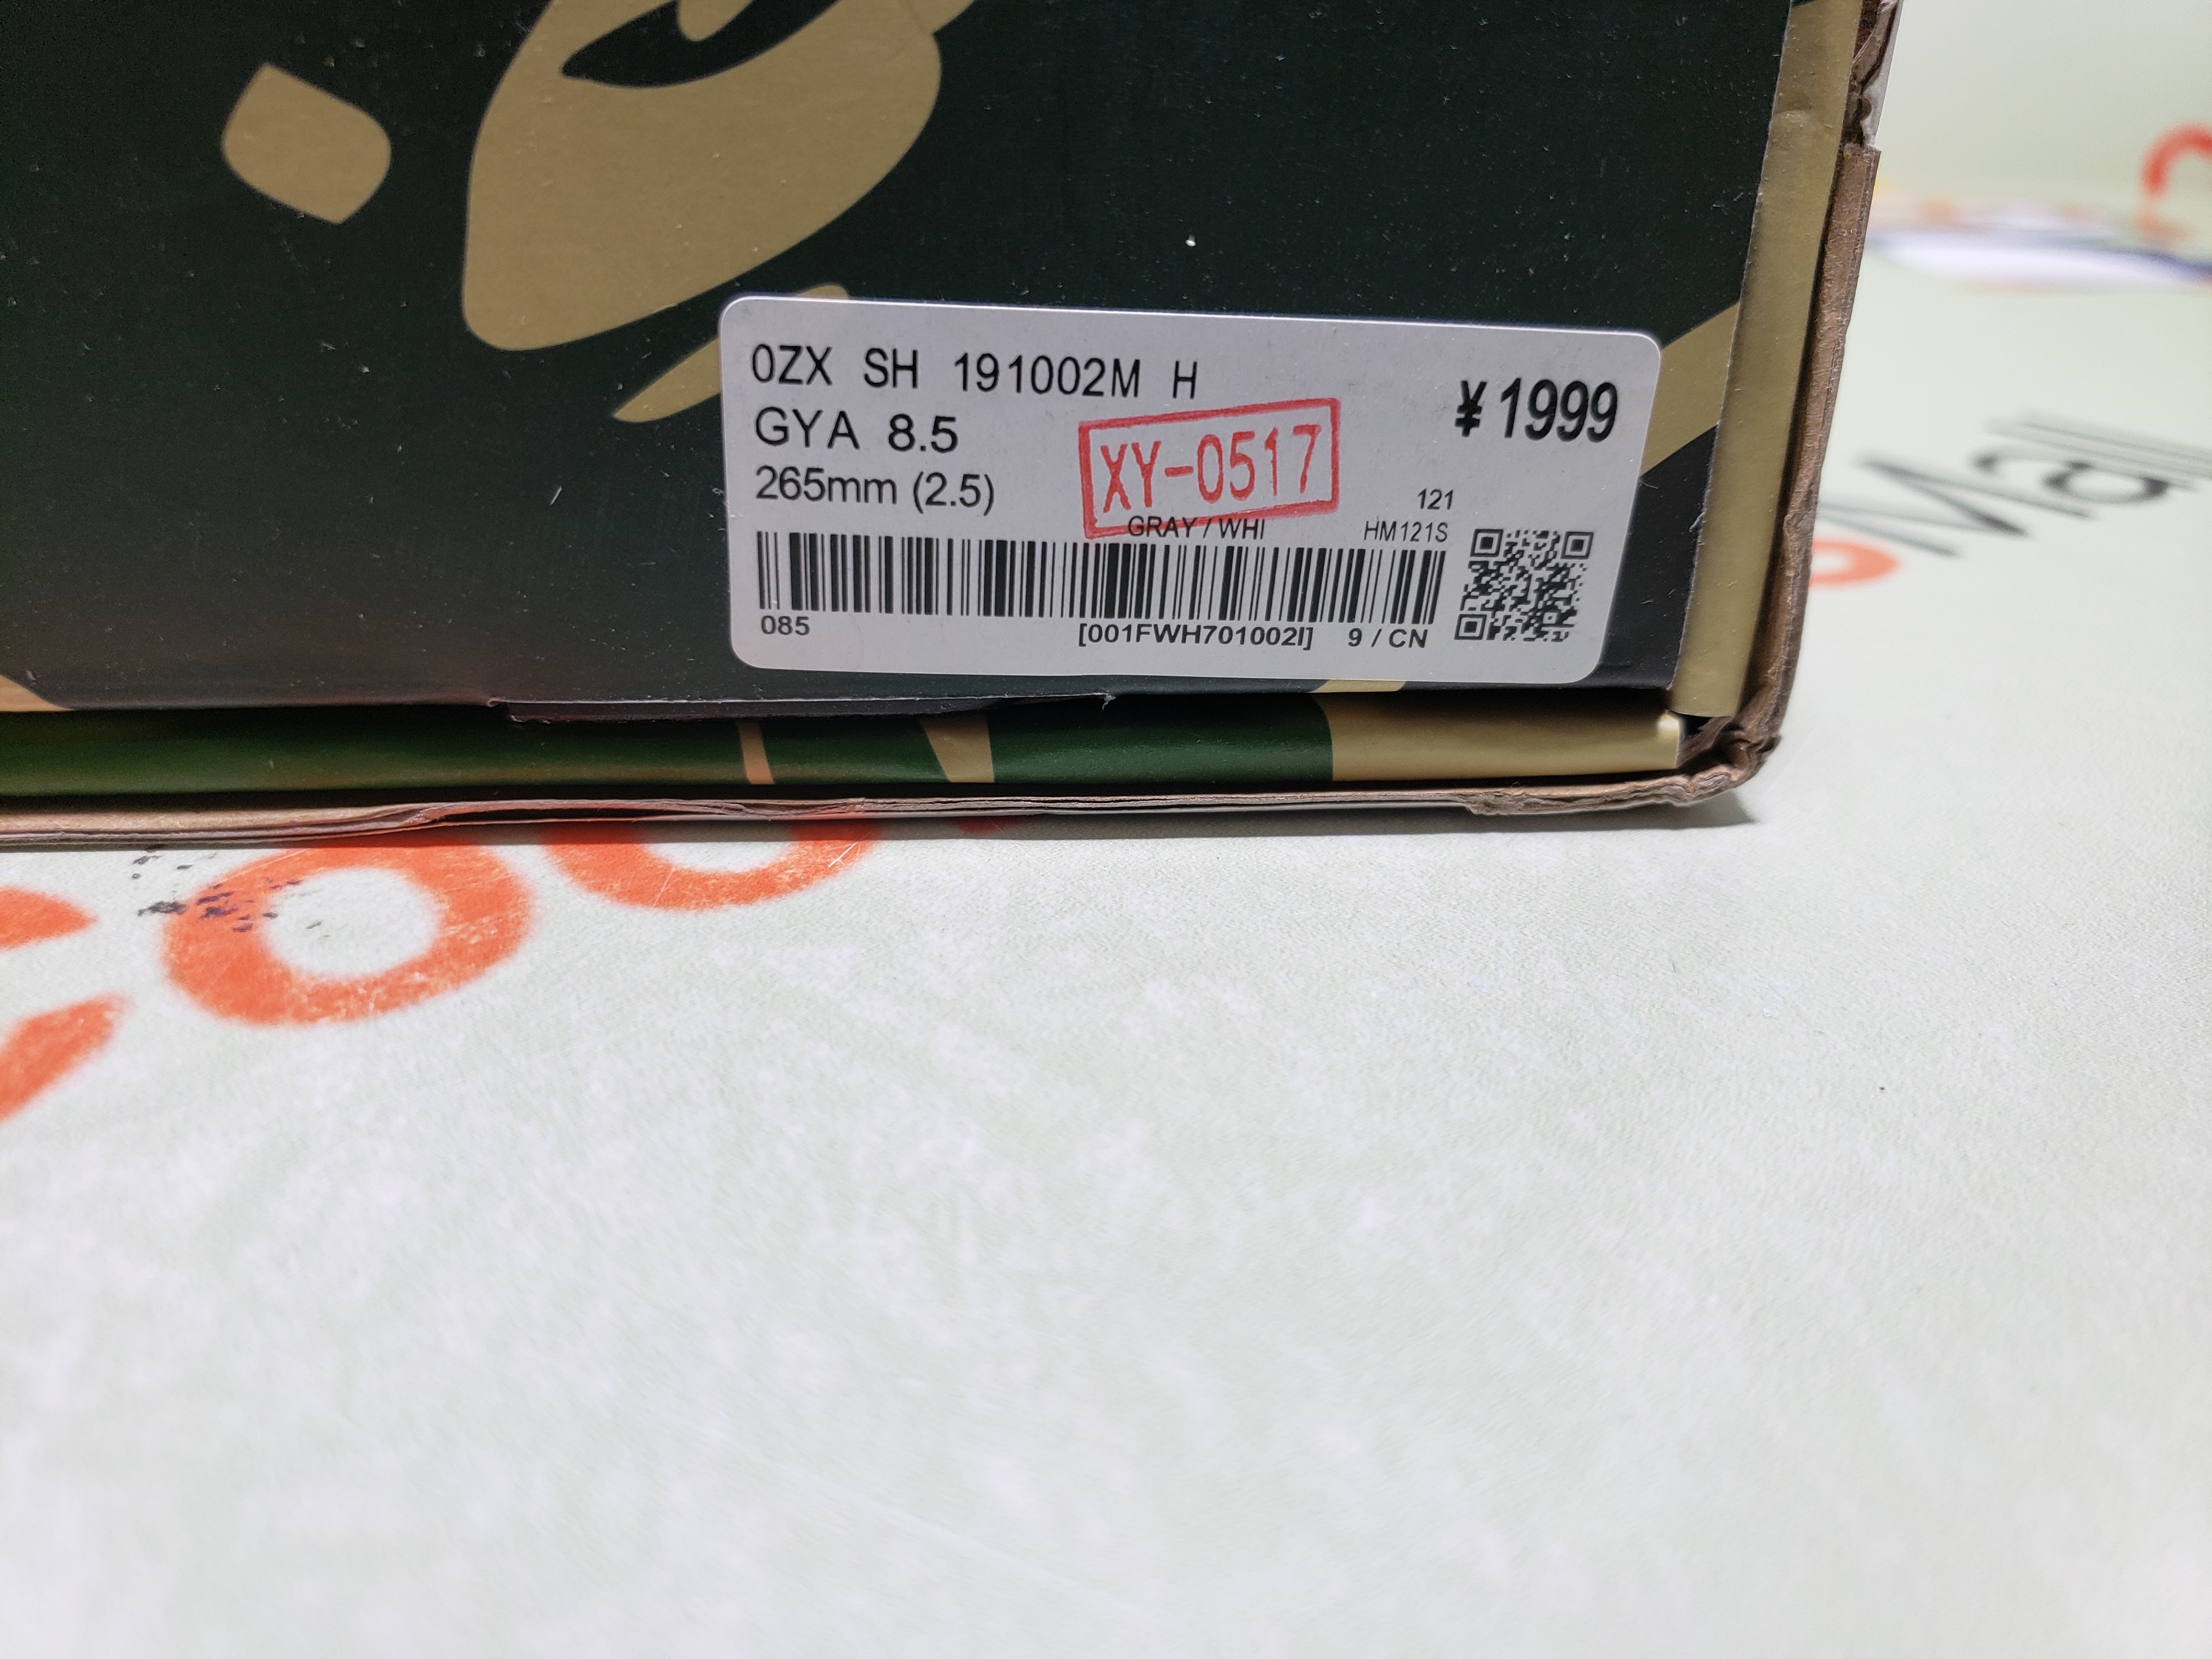 0ZX SH 191002M H
¥1999
GYA 8.5
XY-0517
265mm (2.5)
121
GRAY / WHI
HM121S
085
[001FWH701002I]
9 / CN
Mall